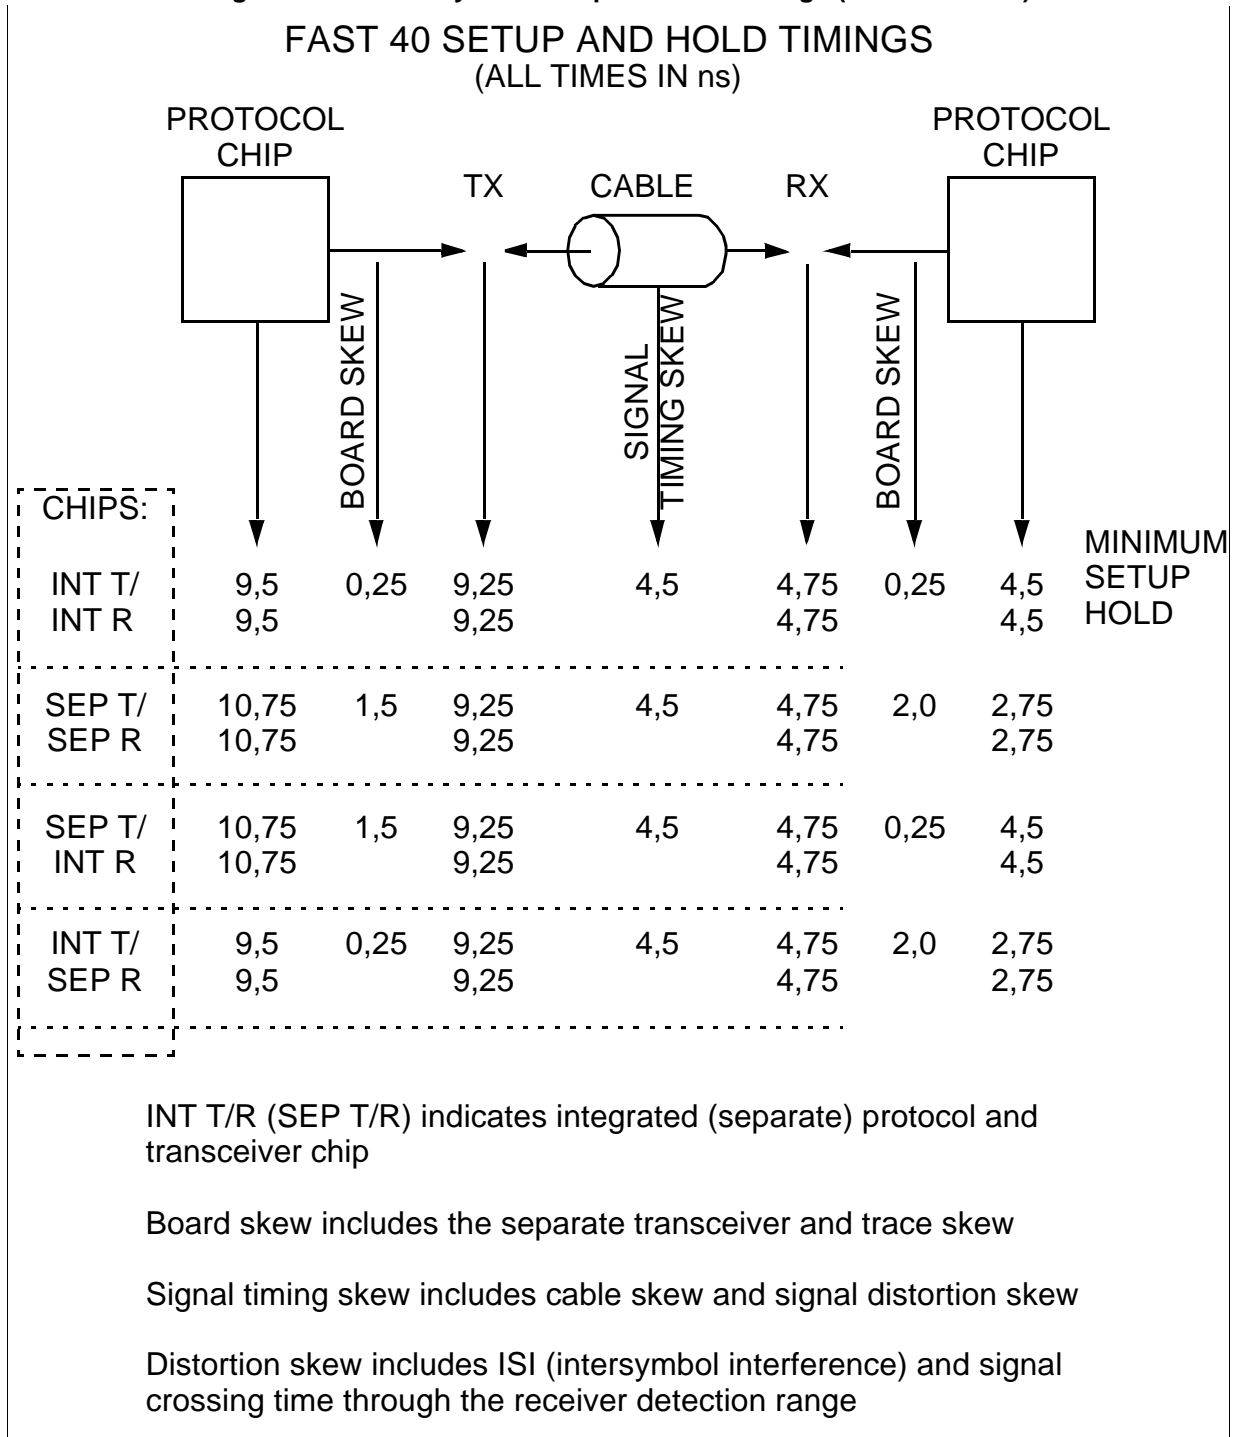 FAST 40 SETUP AND HOLD TIMINGS
(ALL TIMES IN ns)
PROTOCOL
CHIP
TX
CABLE
RX
PROTOCOL
CHIP
BOARD SKEW
SIGNAL
TIMING SKEW
BOARD SKEW
CHIPS:
MINIMUM
SETUP
HOLD
INT T/ 9,5 0,25 9,25 4,5 4,75 0,25 4,5
INT R 9,5 9,25 4,75 4,5
SEP T/ 10,75 1,5 9,25 4,5 4,75 2,0 2,75
SEP R 10,75 9,25 4,75 2,75
SEP T/ 10,75 1,5 9,25 4,5 4,75 0,25 4,5
INT R 10,75 9,25 4,75 4,5
INT T/ 9,5 0,25 9,25 4,5 4,75 2,0 2,75
SEP R 9,5 9,25 4,75 2,75
INT T/R (SEP T/R) indicates integrated (separate) protocol and
transceiver chip
Board skew includes the separate transceiver and trace skew
Signal timing skew includes cable skew and signal distortion skew
Distortion skew includes ISI (intersymbol interference) and signal
crossing time through the receiver detection range